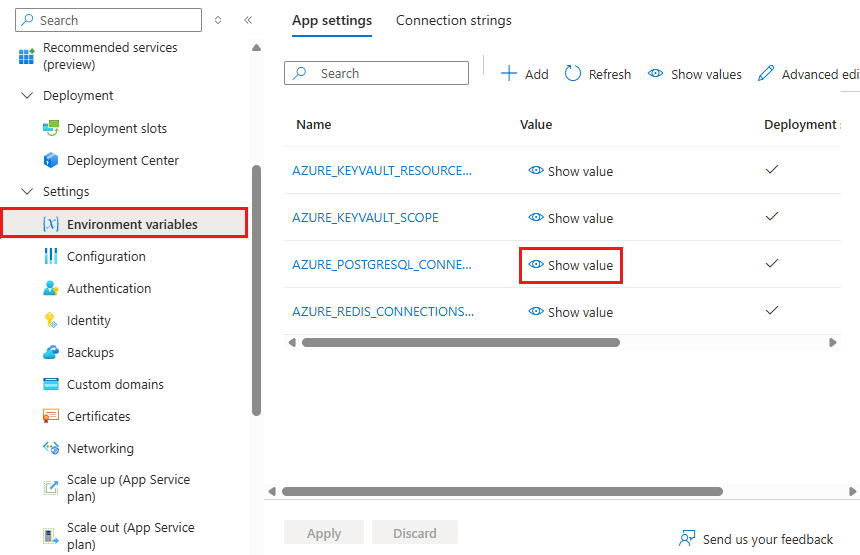 Search
Recommended services
(preview)
Deployment
Deployment slots
Deployment Center
Settings
Environment variables
Configuration
Authentication
Identity
Backups
Custom domains
Certificates
Networking
Scale up (App Service
plan)
Scale out (App Service
plan)
App settings Connection strings
Search Add Refresh Show values Advanced edi
Name Value Deployment s
AZURE_KEYVAULT_RESOURCE... Show value
AZURE_KEYVAULT_SCOPE Show value
AZURE_POSTGRESQL_CONNE... Show value
AZURE_REDIS_CONNECTIONS... Show value
Apply Discard
Send us your feedback